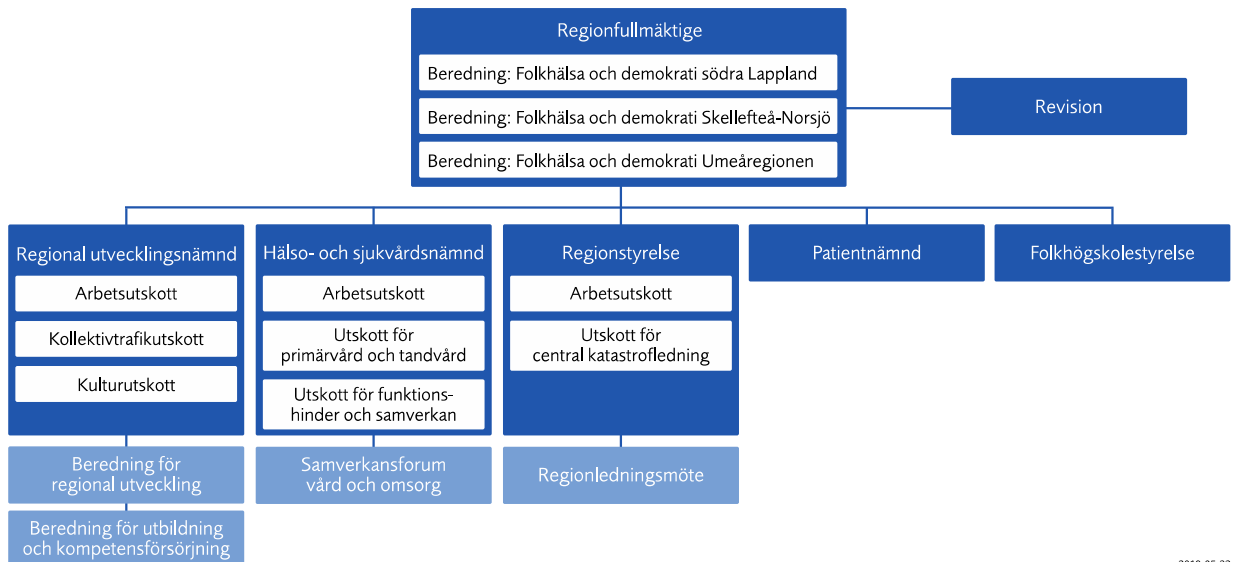 Regionfullmäktige
Beredning: Folkhälsa och demokrati södra Lappland
Beredning: Folkhälsa och demokrati Skellefteå-Norsjö
Beredning: Folkhälsa och demokrati Umeåregionen
Revision
Regional utvecklingsnämnd
Arbetsutskott
Kollektivtrafikutskott
Kulturutskott
Beredning för
regional utveckling
Beredning för utbildning
och kompetensförsörjning
Hälso- och sjukvårdsnämnd
Arbetsutskott
Utskott för
primärvård och tandvård
Utskott för funktions-
hinder och samverkan
Samverkansforum
vård och omsorg
Regionstyrelse
Arbetsutskott
Utskott för
central katastrofledning
Regionledningsmöte
Patientnämnd
Folkhögskolestyrelse